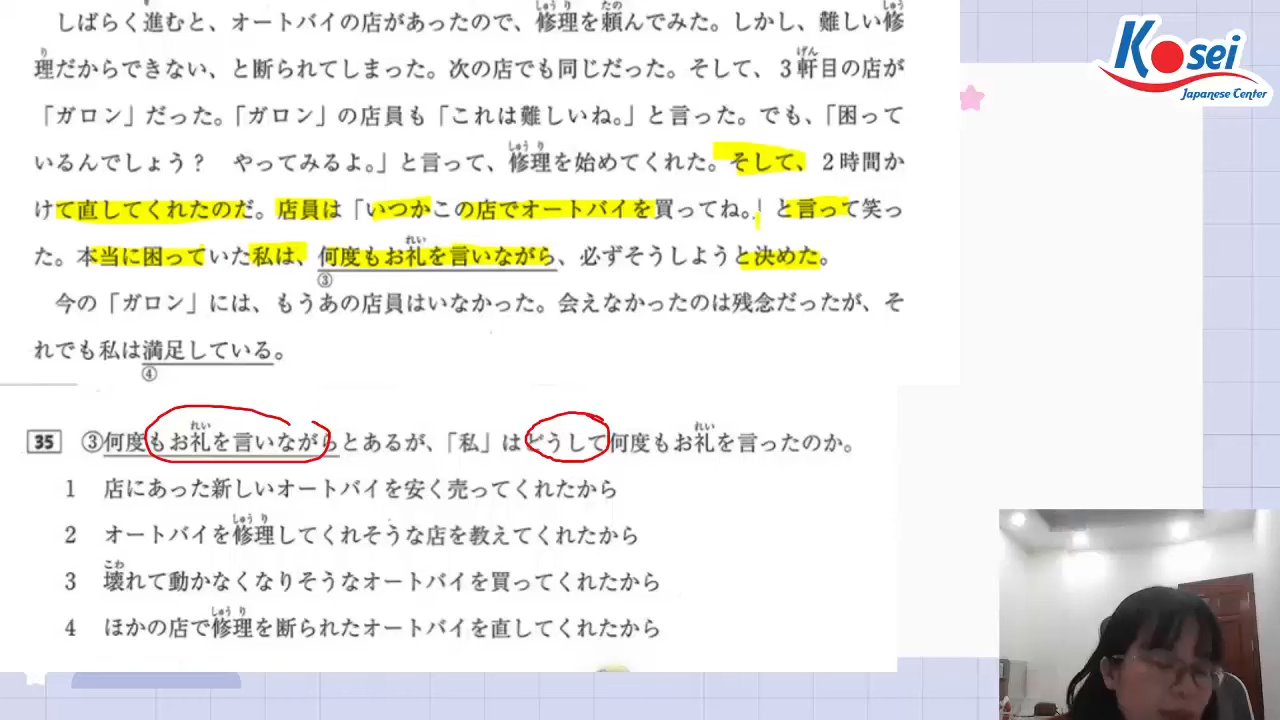 しばらく進むと、オートバイの店があったので、修理を頼んでみた。しかし、難しい修
理だからできない、と断られてしまった。次の店でも同じだった。そして、3軒目の店が
「ガロン」だった。「ガロン」の店員も「これは難しいね。」と言った。でも、「困って
いるんでしょう? やってみるよ。」と言って、修理を始めてくれた。そして、2時間か
けて直してくれたのだ。店員は「いつかこの店でオートバイを買ってね。」と言って笑っ
た。本当に困っていた私は、何度もお礼を言いながら、必ずそうしようと決めた。
③
今の「ガロン」には、もうあの店員はいなかった。会えなかったのは残念だったが、そ
れでも私は満足している。
④
35 ③何度もお礼を言いながらとあるが、「私」はどうして何度もお礼を言ったのか。
1 店にあった新しいオートバイを安く売ってくれたから
2 オートバイを修理してくれそうな店を教えてくれたから
3 壊れて動かなくなりそうなオートバイを買ってくれたから
4 ほかの店で修理を断られたオートバイを直してくれたから
Kosei
Japanese Center